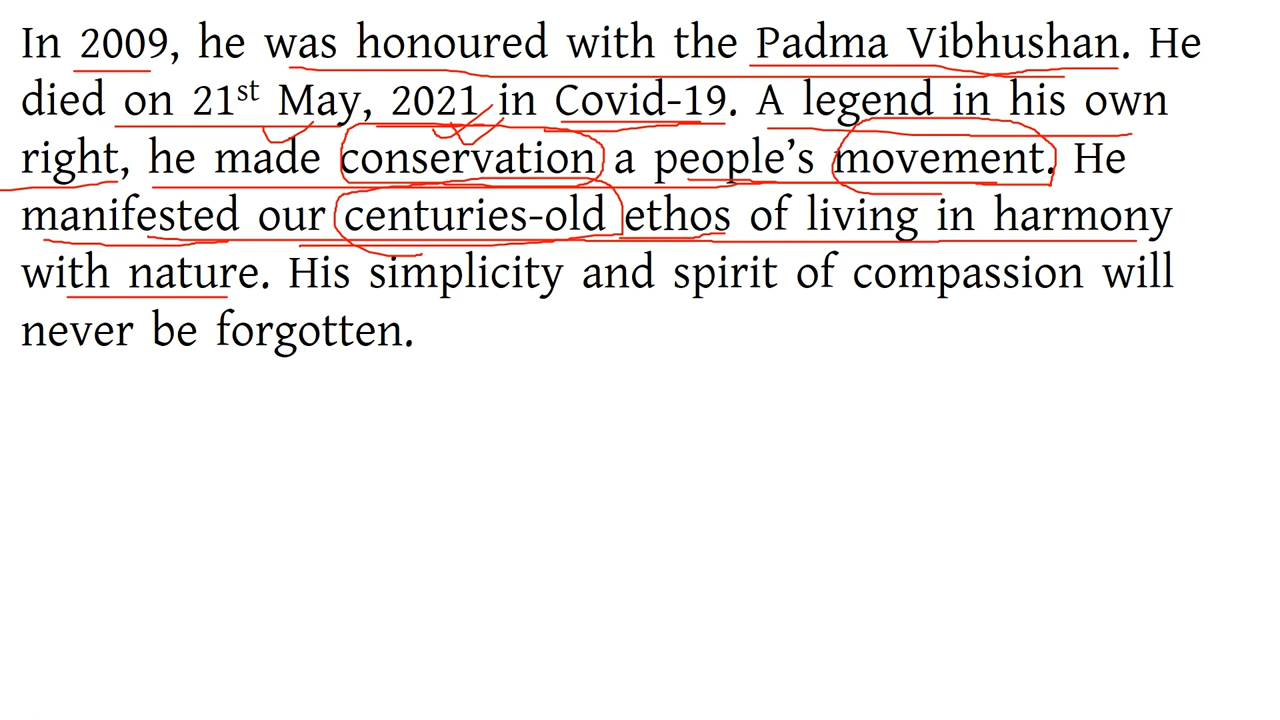 In 2009, he was honoured with the Padma Vibhushan. He
died on 21st May, 2021 in Covid-19. A legend in his own
right, he made conservation a people’s movement. He
manifested our centuries-old ethos of living in harmony
with nature. His simplicity and spirit of compassion will
never be forgotten.